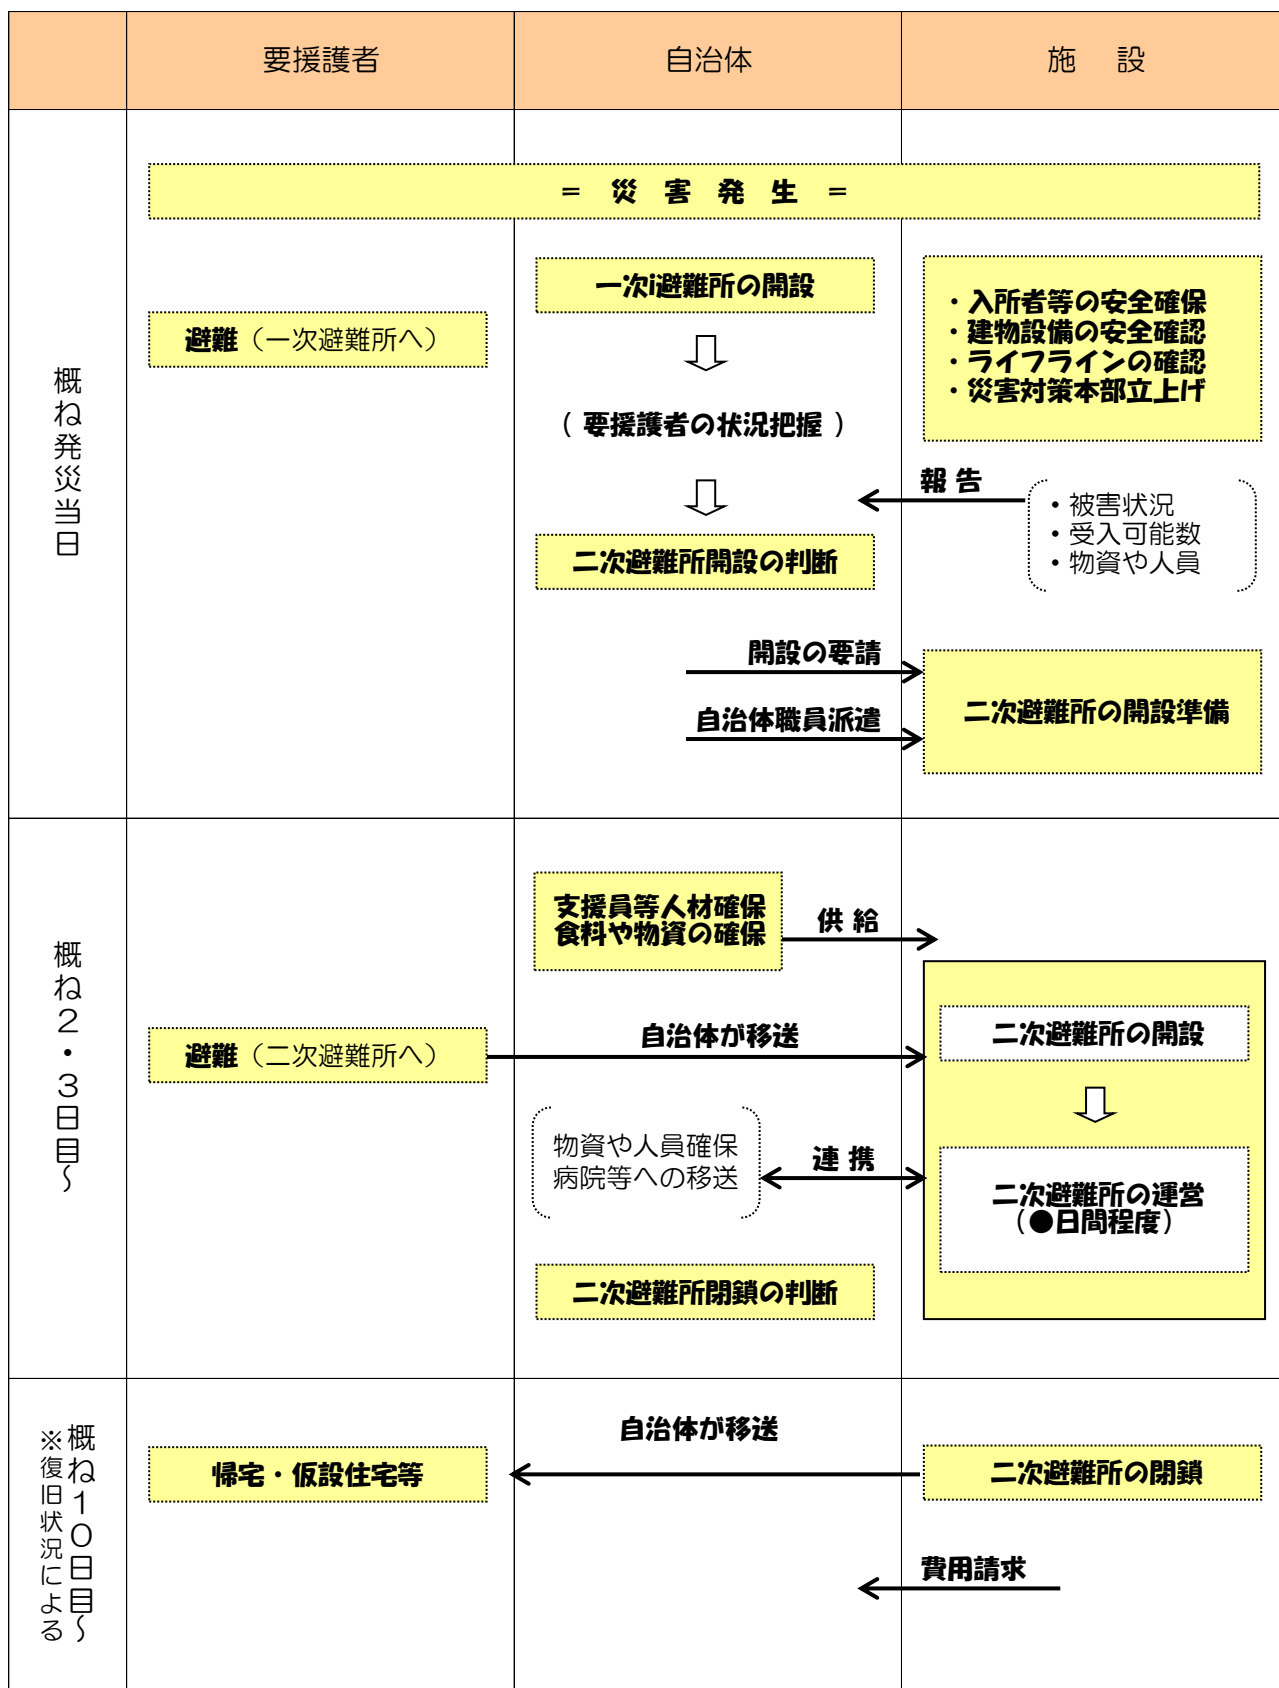 要援護者
自治体
施　設
概ね発災当日
＝ 災 害 発 生 ＝
一次i避難所の開設
避難（一次避難所へ）
・入所者等の安全確保
・建物設備の安全確認
・ライフラインの確認
・災害対策本部立上げ
（ 要援護者の状況把握 ）
報 告
・被害状況
・受入可能数
・物資や人員
二次避難所開設の判断
開設の要請
自治体職員派遣
二次避難所の開設準備
概ね２・３日目～
支援員等人材確保
食料や物資の確保
供 給
避難（二次避難所へ）
自治体が移送
二次避難所の開設
物資や人員確保
病院等への移送
連 携
二次避難所の運営
（●日間程度）
二次避難所閉鎖の判断
概ね１０日目～
※復旧状況による
自治体が移送
帰宅・仮設住宅等
二次避難所の閉鎖
費用請求